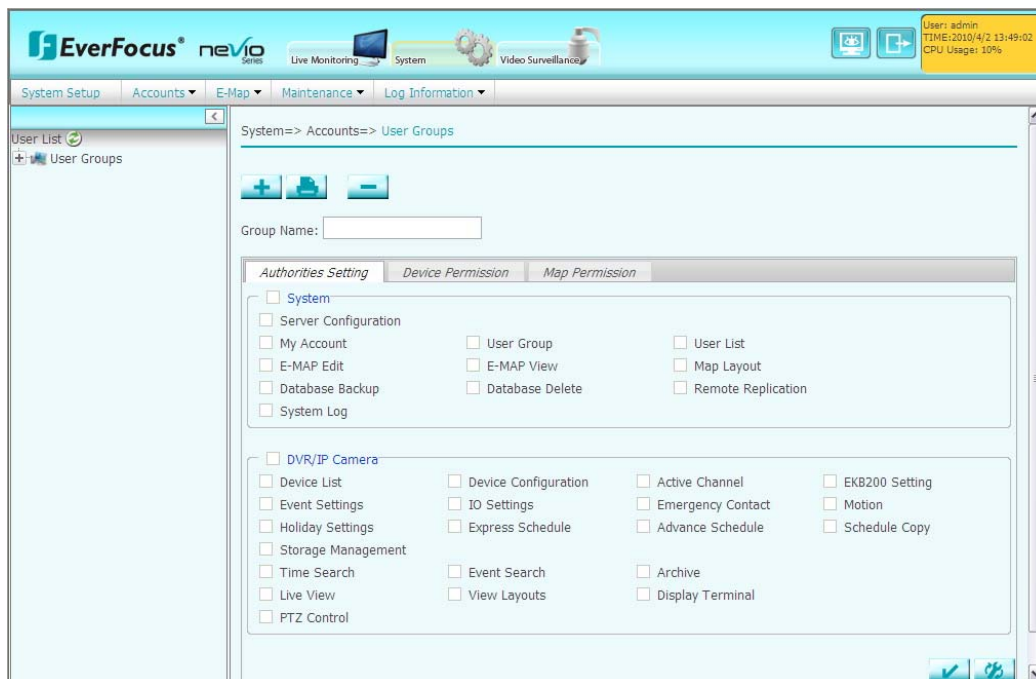 EverFocus® nevio Series
Live Monitoring System Video Surveillance
User: admin
TIME:2010/4/2 13:49:02
CPU Usage: 10%
System Setup Accounts E-Map Maintenance Log Information
User List
User Groups
System=> Accounts=> User Groups
Group Name:
Authorities Setting Device Permission Map Permission
System
Server Configuration
My Account User Group User List
E-MAP Edit E-MAP View Map Layout
Database Backup Database Delete Remote Replication
System Log
DVR/IP Camera
Device List Device Configuration Active Channel EKB200 Setting
Event Settings IO Settings Emergency Contact Motion
Holiday Settings Express Schedule Advance Schedule Schedule Copy
Storage Management
Time Search Event Search Archive
Live View View Layouts Display Terminal
PTZ Control